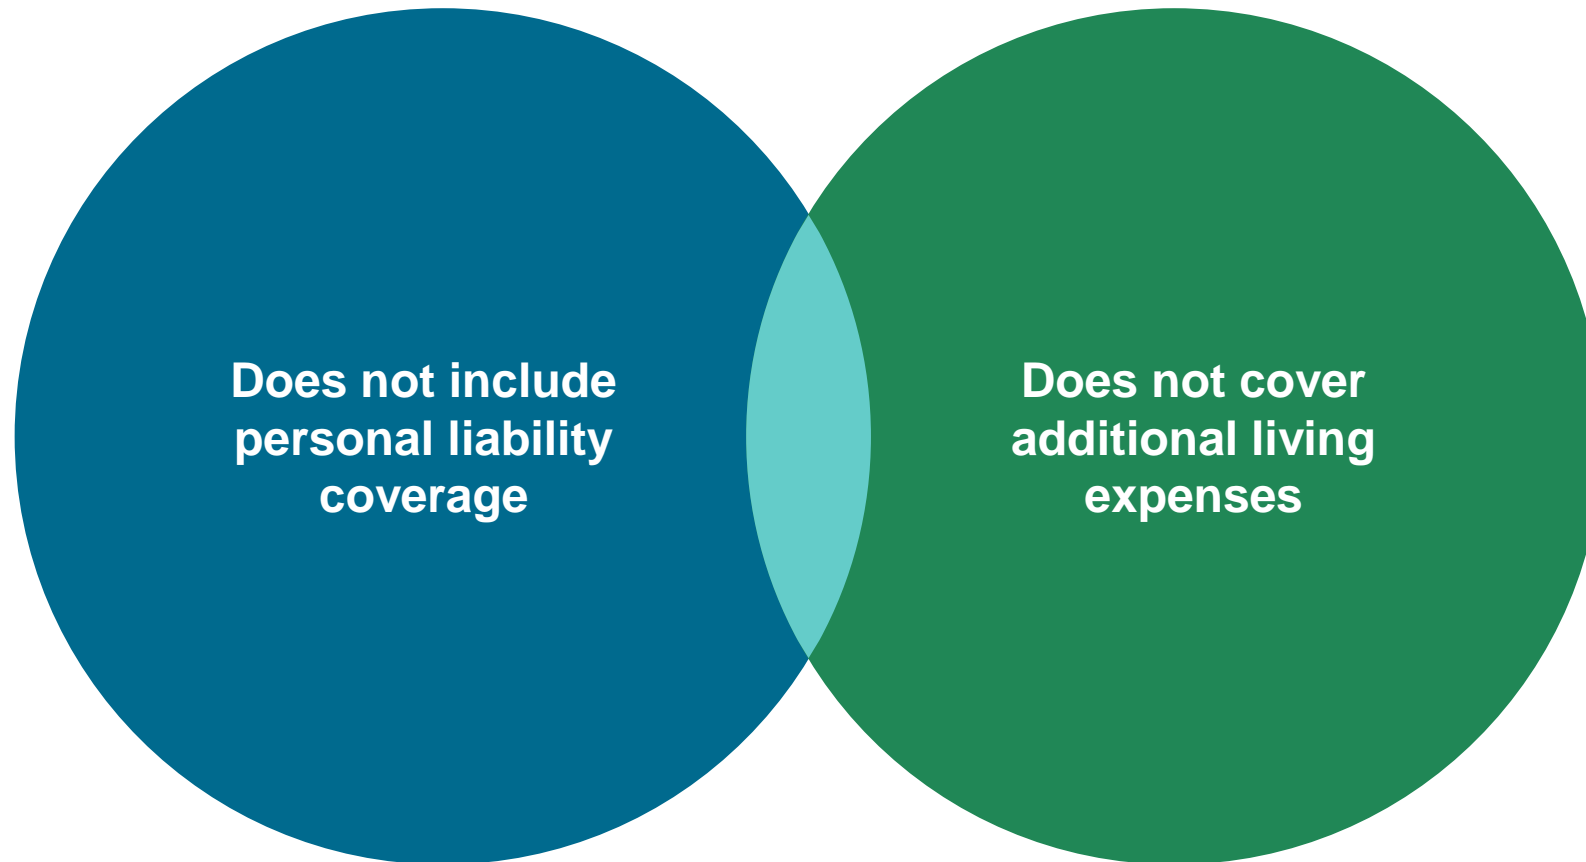 Does not include
personal liability
coverage
Does not cover
additional living
expenses